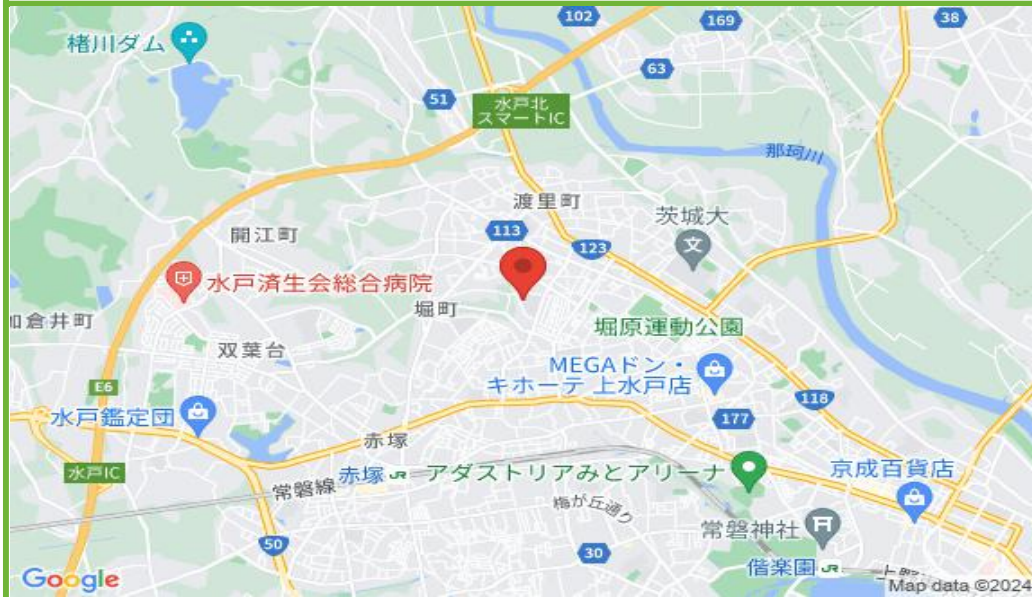 102
169
38
楮川ダム
63
51
水戸北
スマートIC
那珂川
渡里町
茨城大
113
開江町
123
水戸済生会総合病院
堀町
加倉井町
堀原運動公園
双葉台
MEGAドン・
キホーテ 上水戸店
E6
118
水戸鑑定団
177
赤塚
水戸IC
赤塚 JR
アダストリアみとアリーナ
京成百貨店
常磐線
梅が丘通り
常磐神社
50
30
偕楽園 JR
Google
Map data ©2024